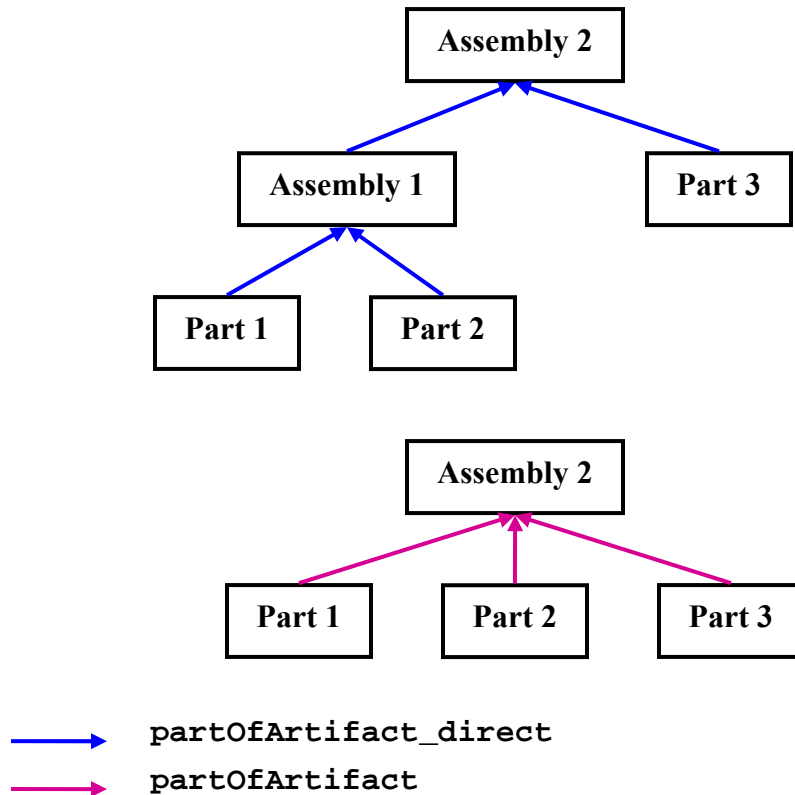 Assembly 2
Assembly 1
Part 3
Part 1
Part 2
Assembly 2
Part 1
Part 2
Part 3
partOfArtifact_direct
partOfArtifact